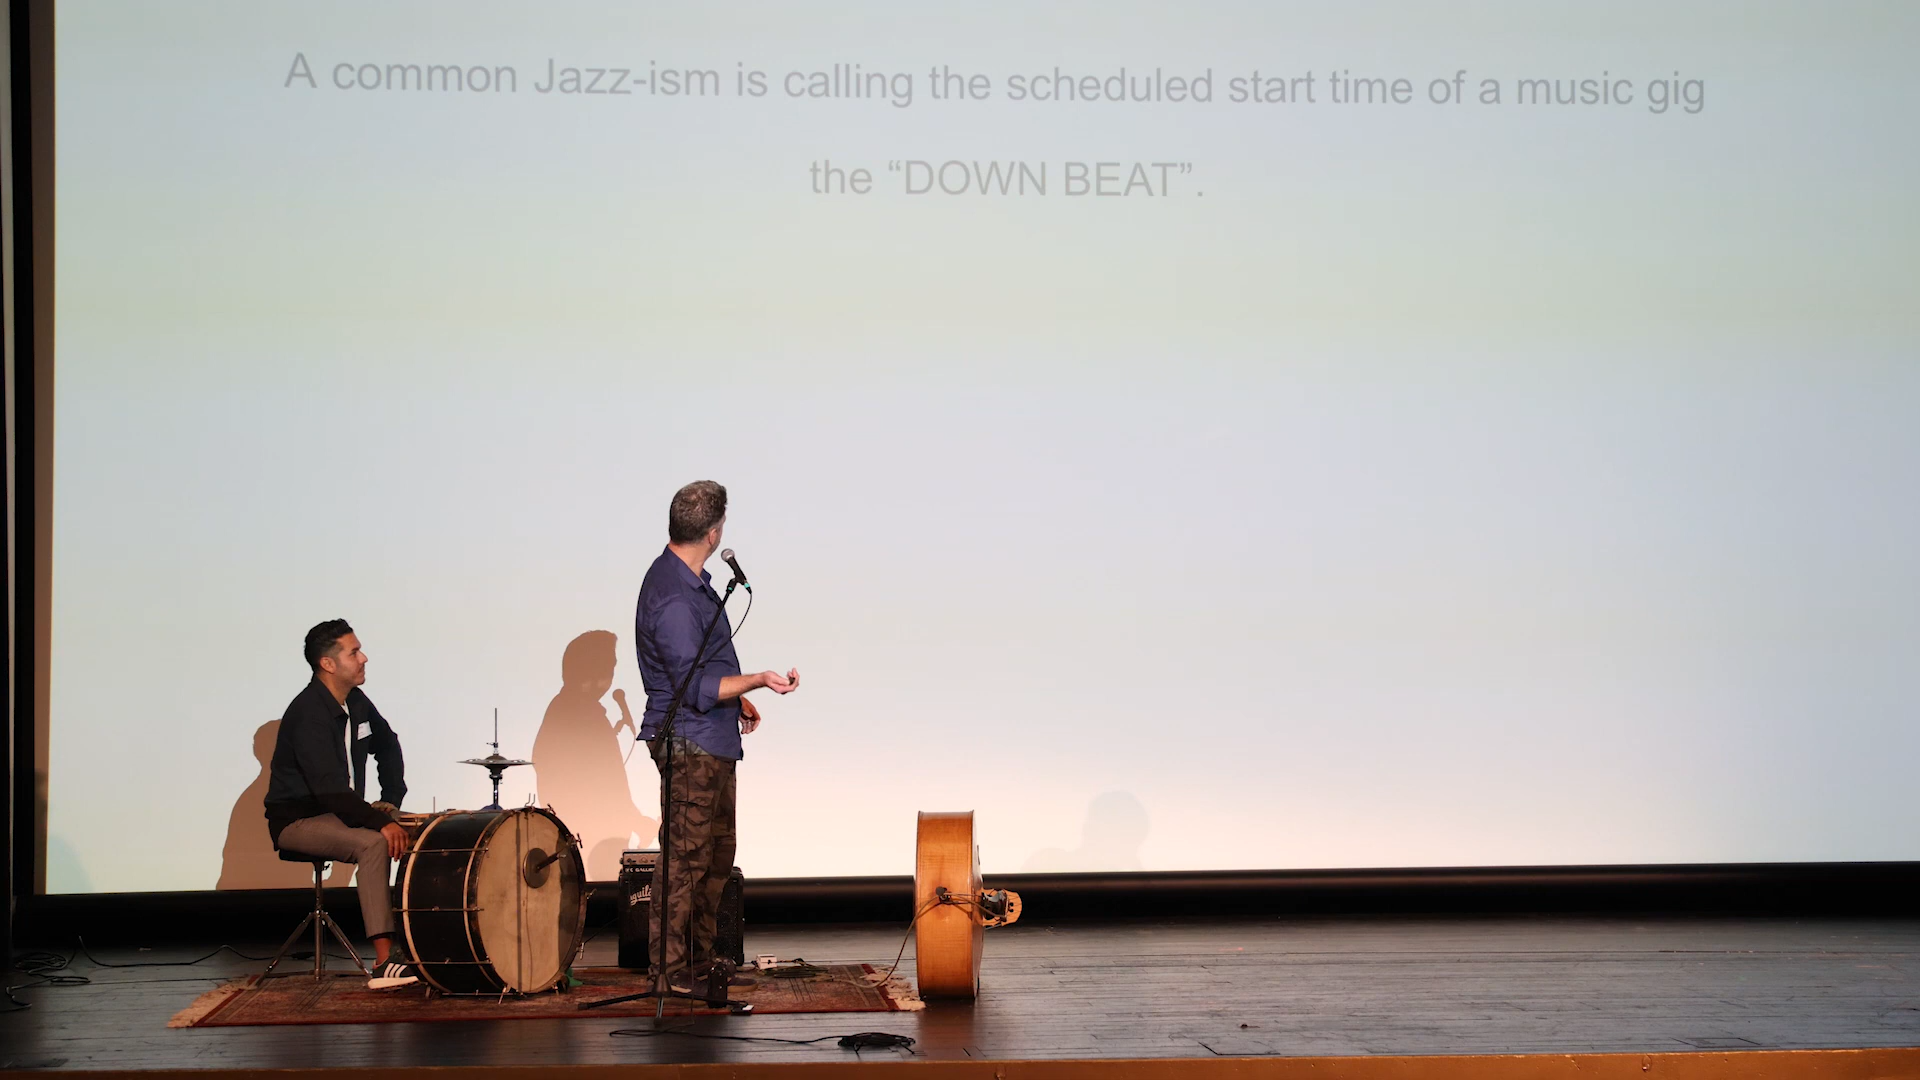 A common Jazz-ism is calling the scheduled start time of a music gig
the “DOWN BEAT”.